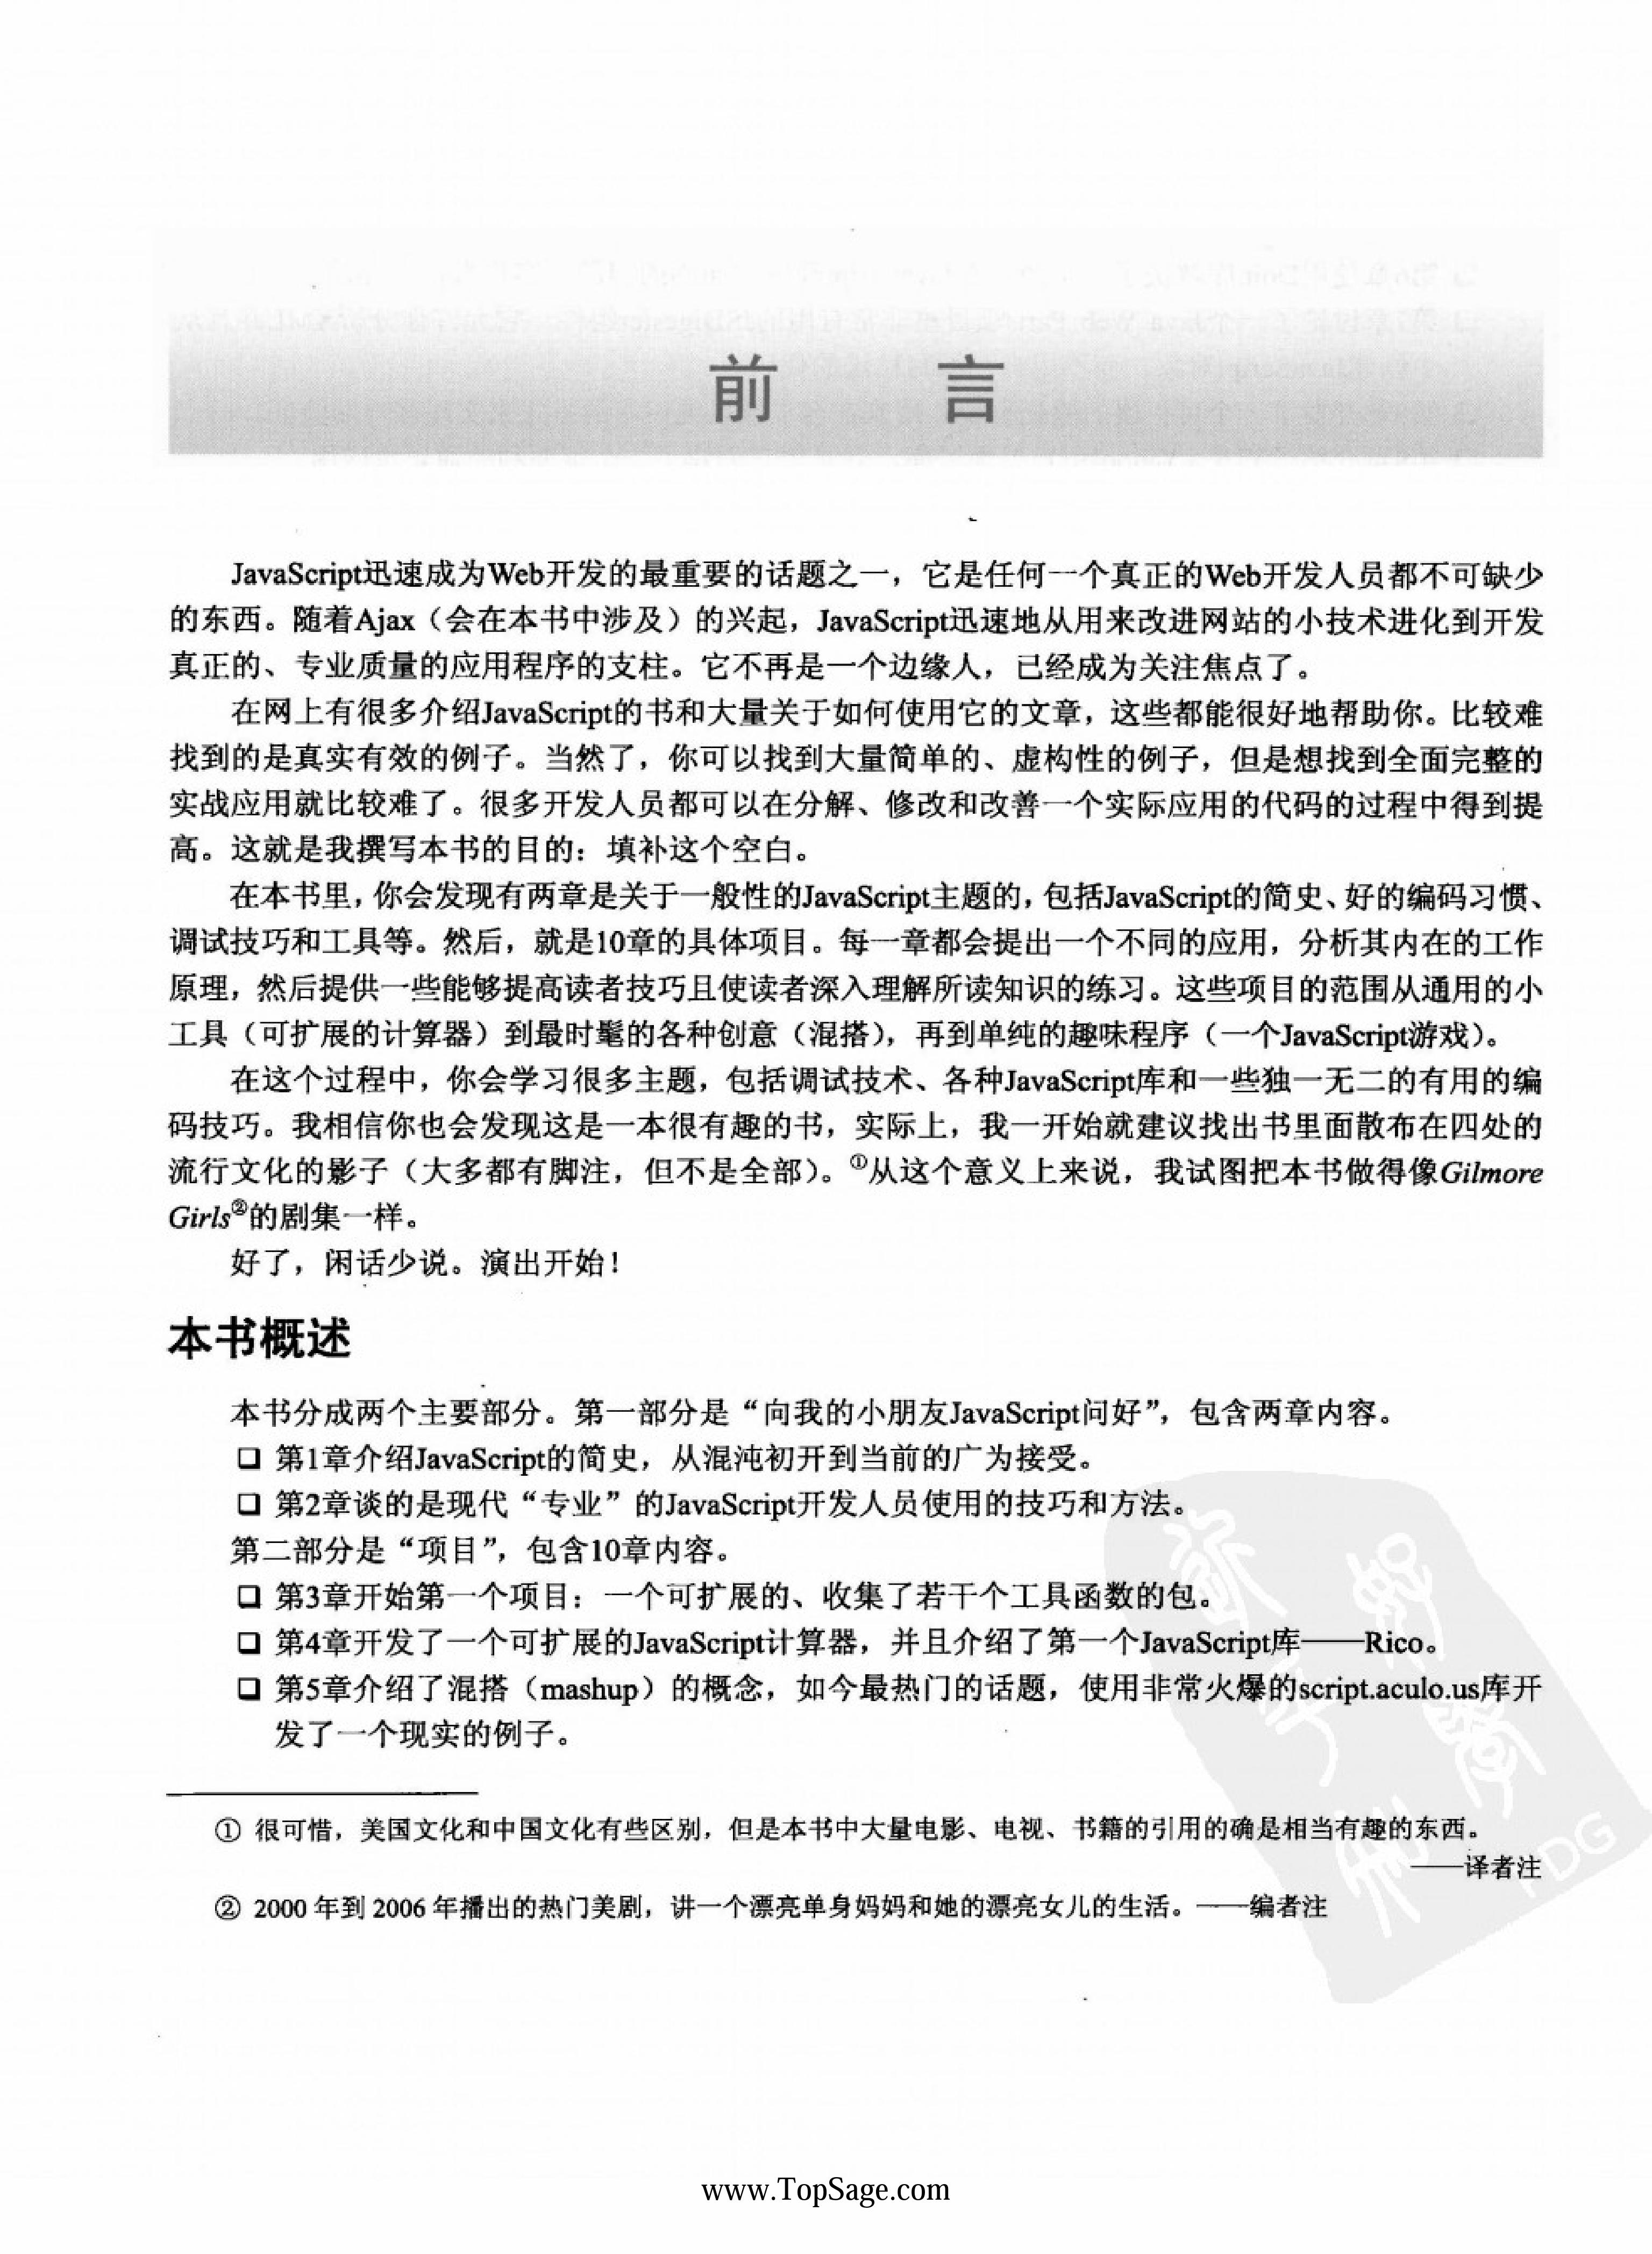 前 言
JavaScript迅速成为Web开发的最重要的话题之一，它是任何一个真正的Web开发人员都不可缺少
的东西。随着Ajax（会在本书中涉及）的兴起，JavaScript迅速地从用来改进网站的小技术进化到开发
真正的、专业质量的应用程序的支柱。它不再是一个边缘人，已经成为关注焦点了。
在网上有很多介绍JavaScript的书和大量关于如何使用它的文章，这些都能很好地帮助你。比较难
找到的是真实有效的例子。当然了，你可以找到大量简单的、虚构性的例子，但是想找到全面完整的
实战应用就比较难了。很多开发人员都可以在分解、修改和改善一个实际应用的代码的过程中得到提
高。这就是我撰写本书的目的：填补这个空白。
在本书里，你会发现有两章是关于一般性的JavaScript主题的，包括JavaScript的简史、好的编码习惯、
调试技巧和工具等。然后，就是10章的具体项目。每一章都会提出一个不同的应用，分析其内在的工作
原理，然后提供一些能够提高读者技巧且使读者深入理解所读知识的练习。这些项目的范围从通用的小
工具（可扩展的计算器）到最时髦的各种创意（混搭），再到单纯的趣味程序（一个JavaScript游戏）。
在这个过程中，你会学习很多主题，包括调试技术、各种JavaScript库和一些独一无二的有用的编
码技巧。我相信你也会发现这是一本很有趣的书，实际上，我一开始就建议找出书里面散布在四处的
流行文化的影子（大多都有脚注，但不是全部）。①从这个意义上来说，我试图把本书做得像Gilmore
Girls②的剧集一样。
好了，闲话少说。演出开始！
本书概述
本书分成两个主要部分。第一部分是“向我的小朋友JavaScript问好”，包含两章内容。
❑ 第1章介绍JavaScript的简史，从混沌初开到当前的广为接受。
❑ 第2章谈的是现代“专业”的JavaScript开发人员使用的技巧和方法。
第二部分是“项目”，包含10章内容。
❑ 第3章开始第一个项目：一个可扩展的、收集了若干个工具函数的包。
❑ 第4章开发了一个可扩展的JavaScript计算器，并且介绍了第一个JavaScript库——Rico。
❑ 第5章介绍了混搭（mashup）的概念，如今最热门的话题，使用非常火爆的script.aculo.us库开
发了一个现实的例子。
① 很可惜，美国文化和中国文化有些区别，但是本书中大量电影、电视、书籍的引用的确是相当有趣的东西。
——译者注
② 2000 年到 2006 年播出的热门美剧，讲一个漂亮单身妈妈和她的漂亮女儿的生活。——编者注
www.TopSage.com